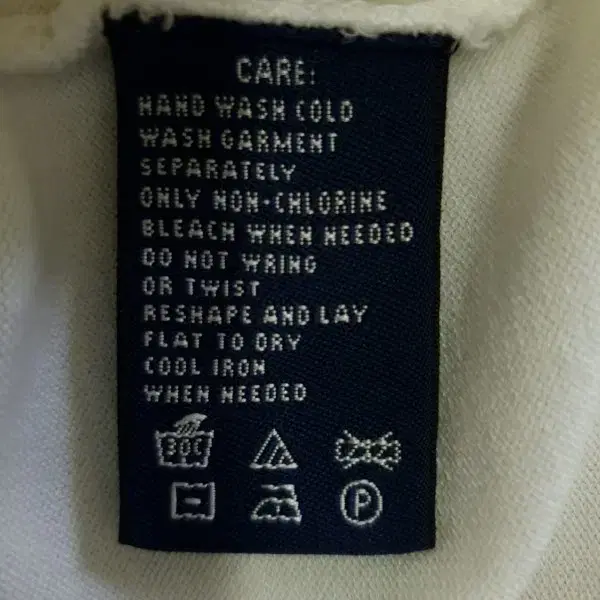 CARE:
HAND WASH COLD
WASH GARMENT
SEPARATELY
ONLY NON-CHLORINE
BLEACH WHEN NEEDED
DO NOT WRING
OR TWIST
RESHAPE AND LAY
FLAT TO DRY
COOL IRON
WHEN NEEDED
30C
P